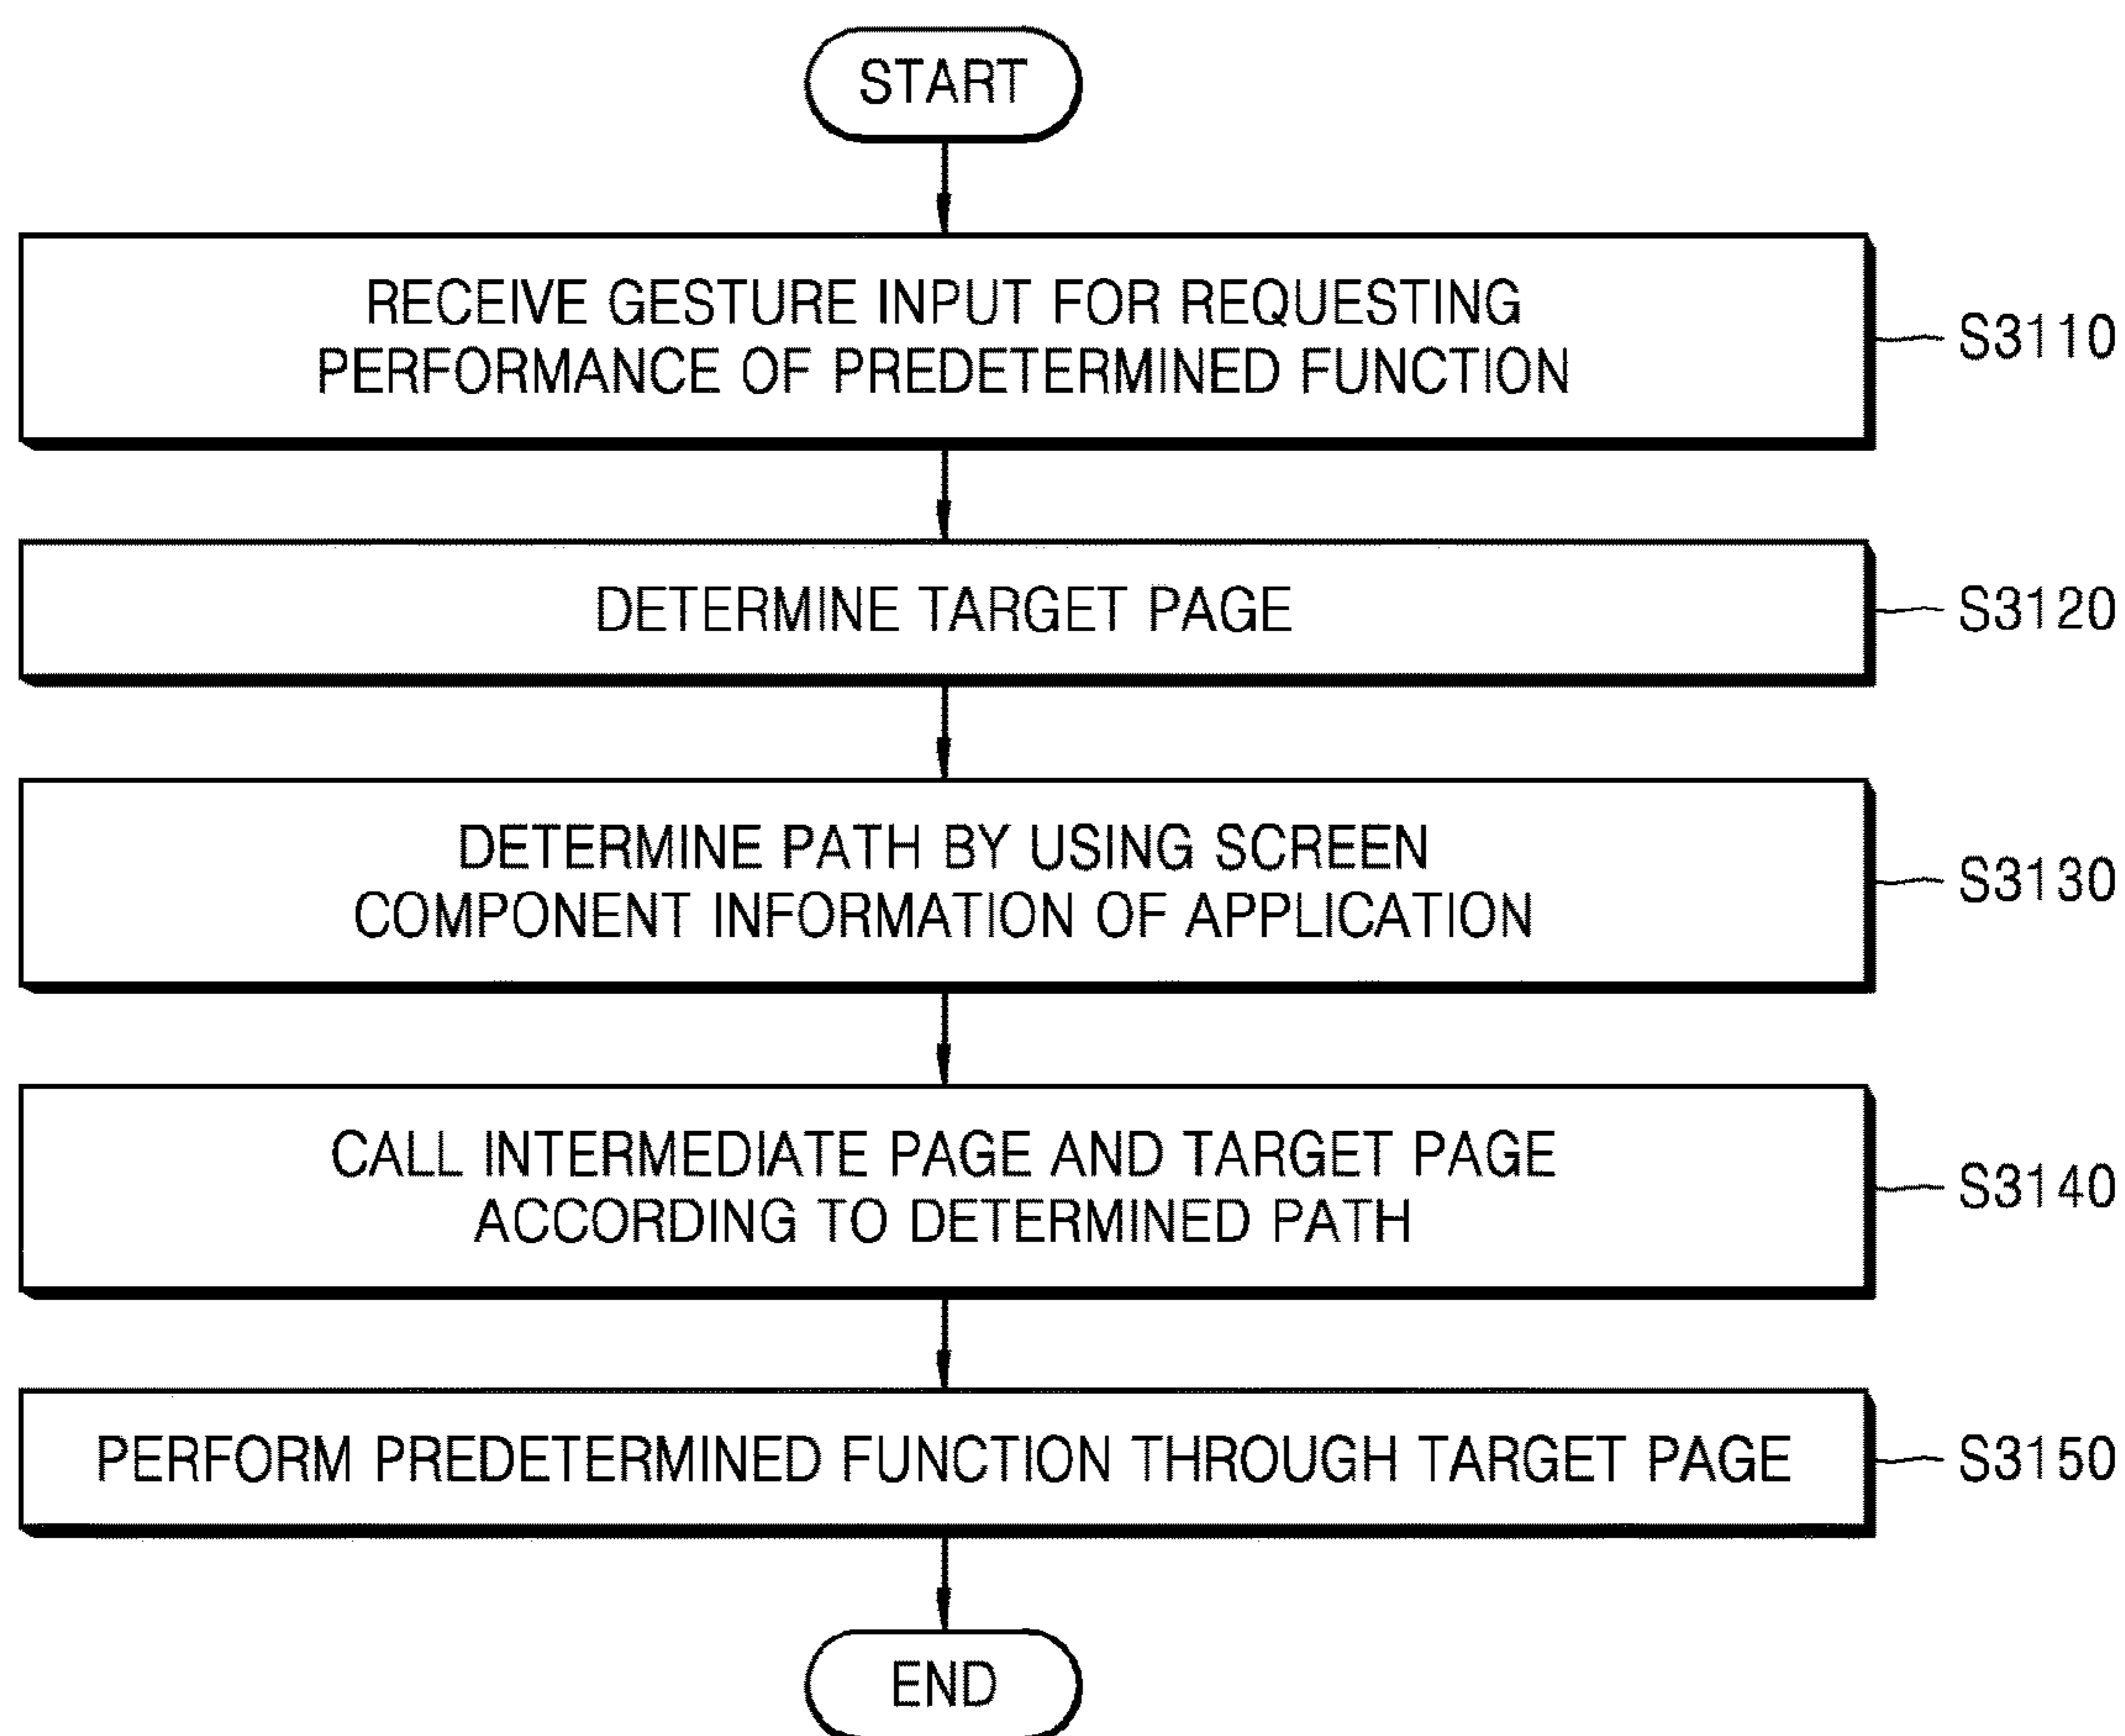 START
RECEIVE GESTURE INPUT FOR REQUESTING
PERFORMANCE OF PREDETERMINED FUNCTION
S3110
DETERMINE TARGET PAGE
S3120
DETERMINE PATH BY USING SCREEN
COMPONENT INFORMATION OF APPLICATION
S3130
CALL INTERMEDIATE PAGE AND TARGET PAGE
ACCORDING TO DETERMINED PATH
S3140
PERFORM PREDETERMINED FUNCTION THROUGH TARGET PAGE
S3150
END